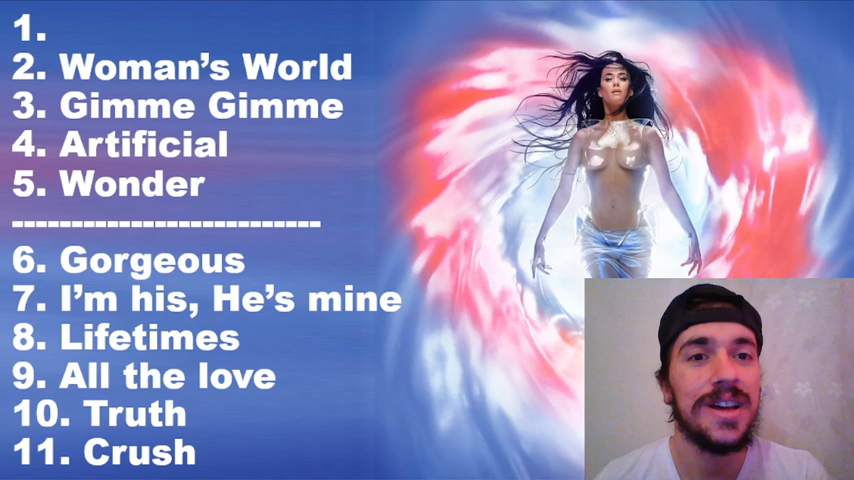 1.
2. Woman's World
3. Gimme Gimme
4. Artificial
5. Wonder
--------------------------
6. Gorgeous
7. I'm his, He's mine
8. Lifetimes
9. All the love
10. Truth
11. Crush